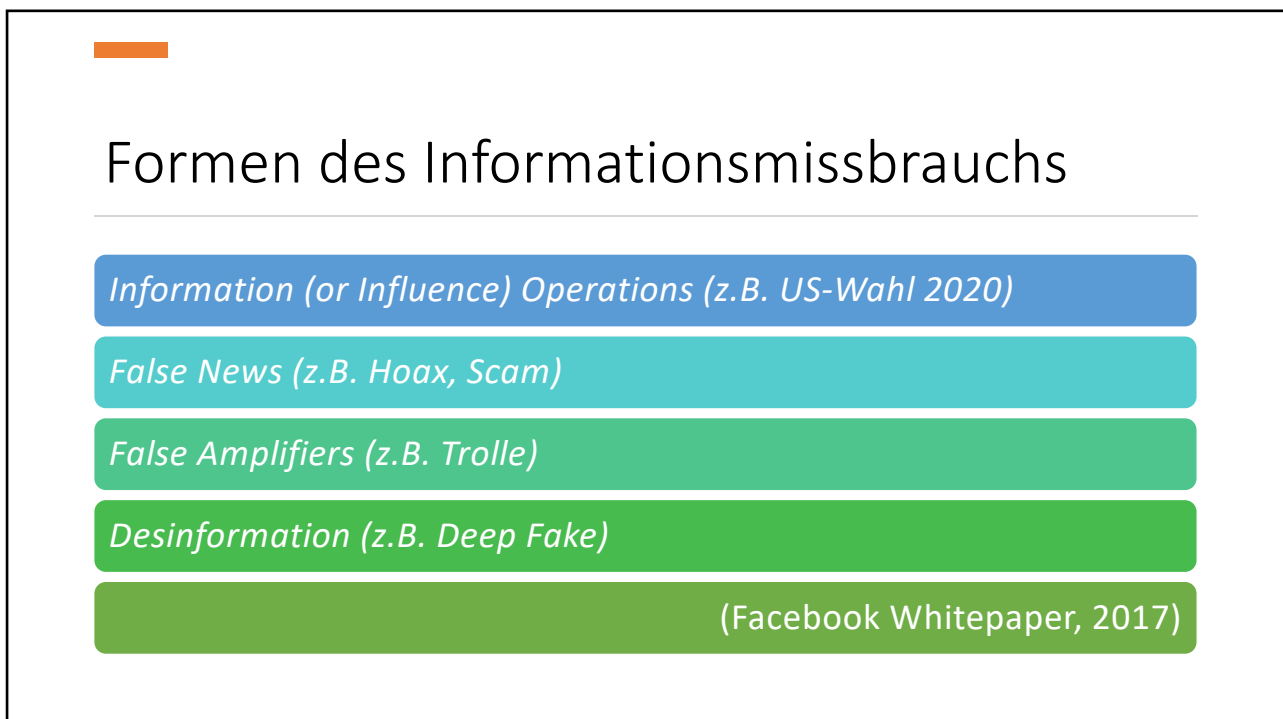 Formen des Informationsmissbrauchs
Information (or Influence) Operations (z.B. US-Wahl 2020)
False News (z.B. Hoax, Scam)
False Amplifiers (z.B. Trolle)
Desinformation (z.B. Deep Fake)
(Facebook Whitepaper, 2017)